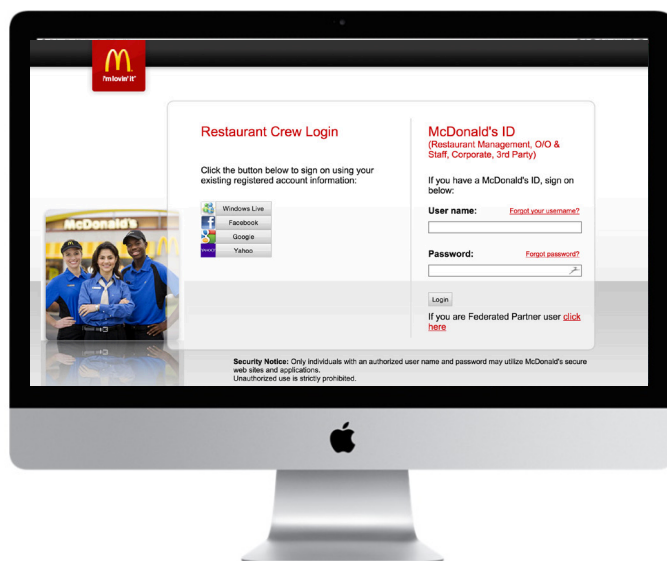 i'm lovin' it®
Restaurant Crew Login
Click the button below to sign on using your
existing registered account information:
Windows Live
Facebook
Google
YAHOO! Yahoo
McDonald's
McDonald's ID
(Restaurant Management, O/O &
Staff, Corporate, 3rd Party)
If you have a McDonald's ID, sign on
below:
User name: Forgot your username?
Password: Forgot password?
Login
If you are Federated Partner user click
here
Security Notice: Only individuals with an authorized user name and password may utilize McDonald's secure
web sites and applications.
Unauthorized use is strictly prohibited.